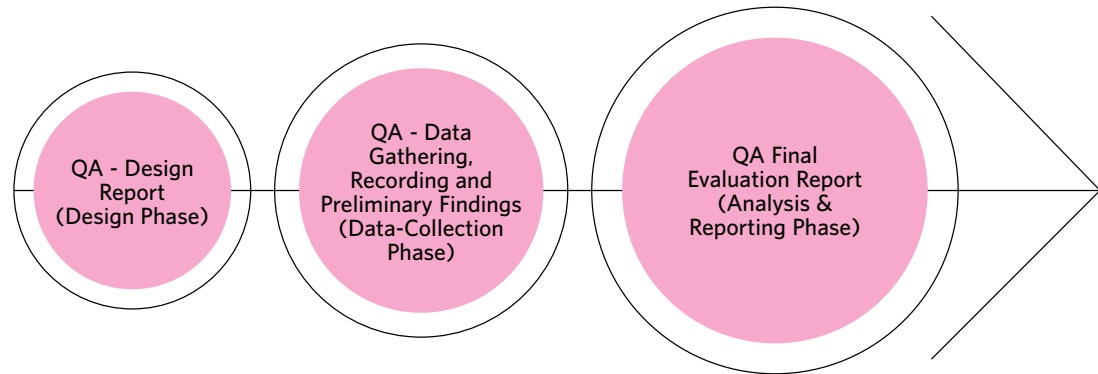 QA - Design
Report
(Design Phase)
QA - Data
Gathering,
Recording and
Preliminary Findings
(Data-Collection
Phase)
QA Final
Evaluation Report
(Analysis &
Reporting Phase)